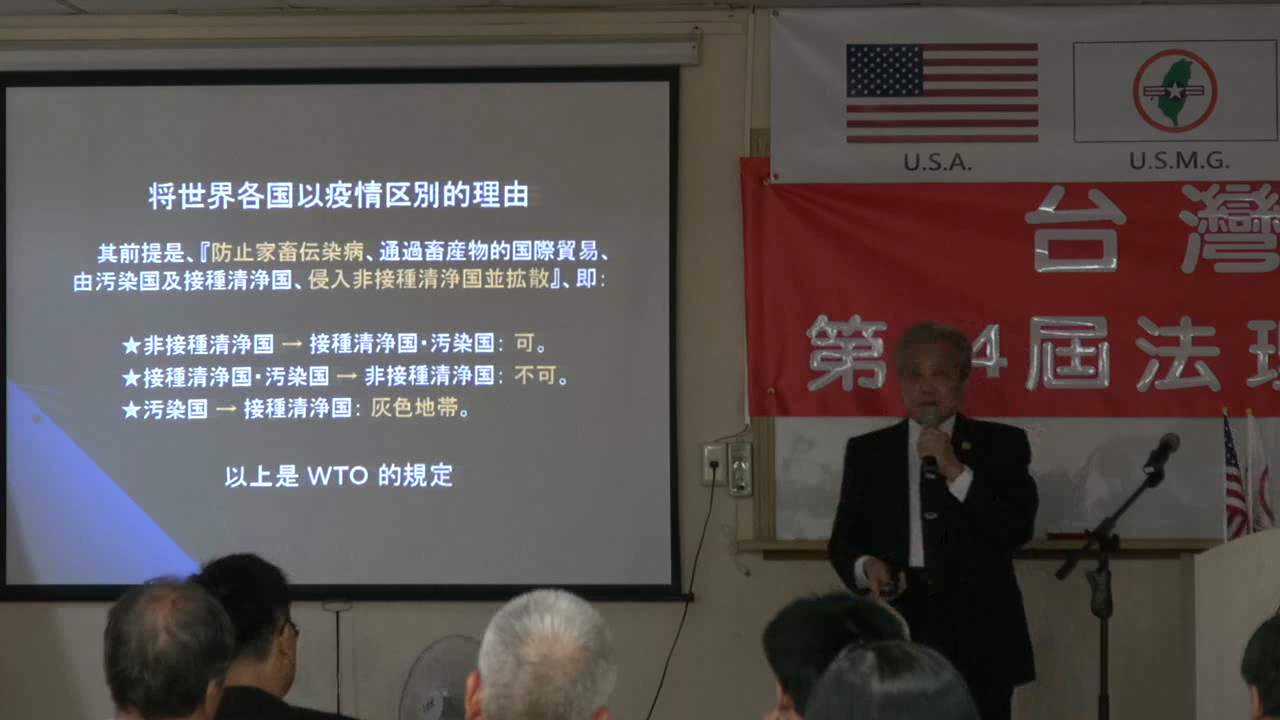 将世界各国以疫情区別的理由
其前提是、『防止家畜伝染病、通過畜産物的国際貿易、
由汚染国及接種清浄国、侵入非接種清浄国並拡散』、即:
★非接種清浄国 → 接種清浄国・汚染国: 可。
★接種清浄国・汚染国 → 非接種清浄国: 不可。
★汚染国 → 接種清浄国: 灰色地帯。
以上是 WTO 的規定
U.S.A.
U.S.M.G.
台灣
第 4屆法理